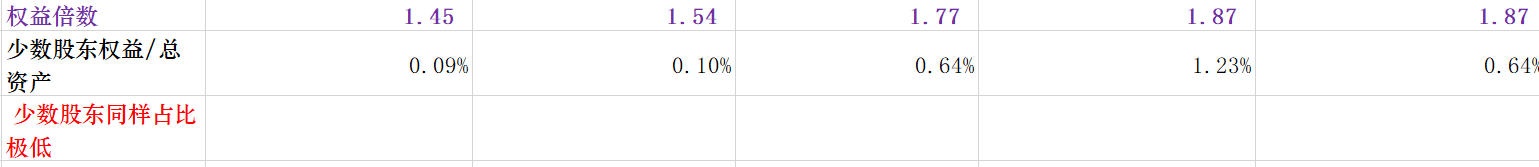 权益倍数 1.45 1.54 1.77 1.87 1.87
少数股东权益/总
资产 0.09% 0.10% 0.64% 1.23% 0.64%
少数股东同样占比
极低